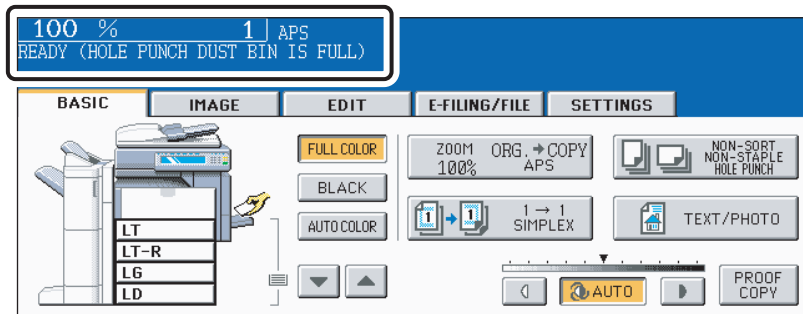 100 % 1 APS
READY (HOLE PUNCH DUST BIN IS FULL)
BASIC IMAGE EDIT E-FILING/FILE SETTINGS
FULL COLOR
BLACK
AUTO COLOR
ZOOM ORG.→COPY
100% APS
NON-SORT
NON-STAPLE
HOLE PUNCH
1 1 1→1
SIMPLEX
TEXT/PHOTO
LT
LT-R
LG
LD
AUTO
PROOF
COPY